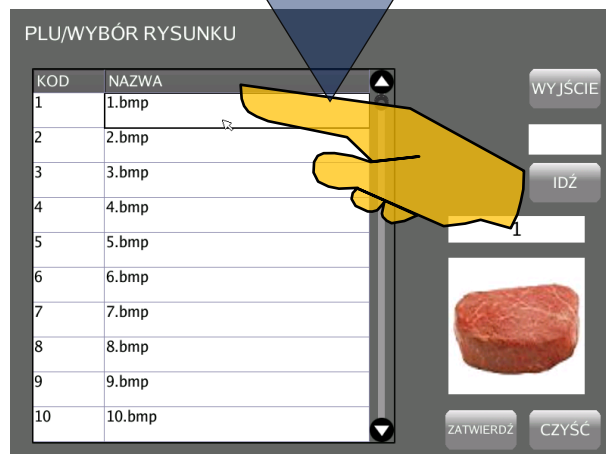 PLU/WYBÓR RYSUNKU
KOD NAZWA
1 1.bmp
2 2.bmp
3 3.bmp
4 4.bmp
5 5.bmp
6 6.bmp
7 7.bmp
8 8.bmp
9 9.bmp
10 10.bmp
WYJŚCIE
IDŹ
1
ZATWIERDŹ
CZYŚĆ